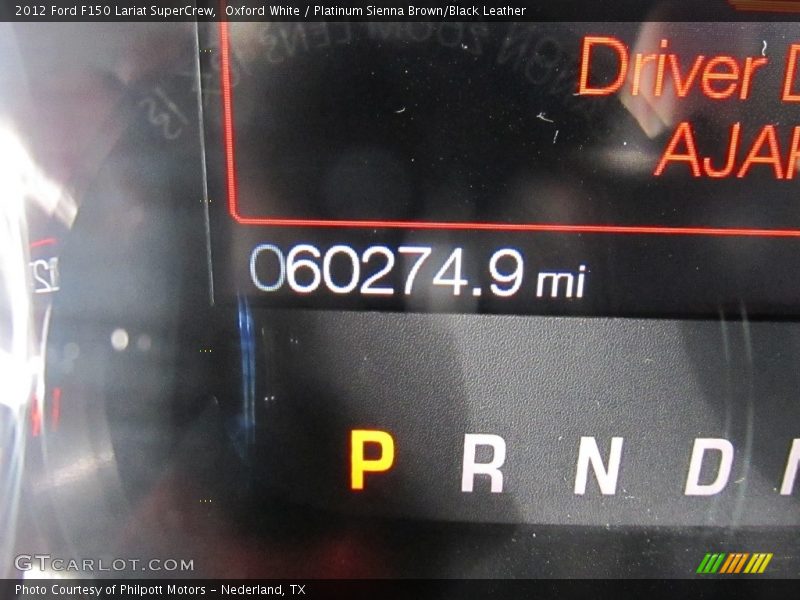 2012 Ford F150 Lariat SuperCrew,  Oxford White / Platinum Sienna Brown/Black Leather
Driver D
AJAR
060274.9 mi
P R N D
GTCARLOT.COM
Photo Courtesy of Philpott Motors - Nederland, TX